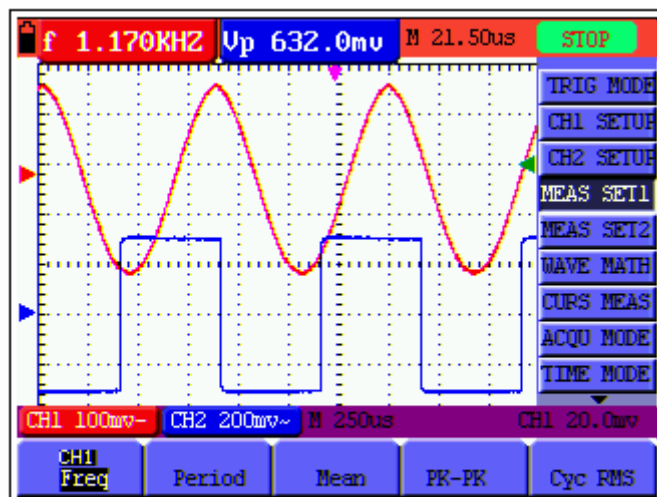 f 1.170KHZ Vp 632.0mv M 21.50us STOP
TRIG MODE
CH1 SETUP
CH2 SETUP
MEAS SET1
MEAS SET2
WAVE MATH
CURS MEAS
ACQU MODE
TIME MODE
CH1 100mv- CH2 200mv~ M 250us CH1 20.0mv
CH1
Freq Period Mean PK-PK Cyc RMS